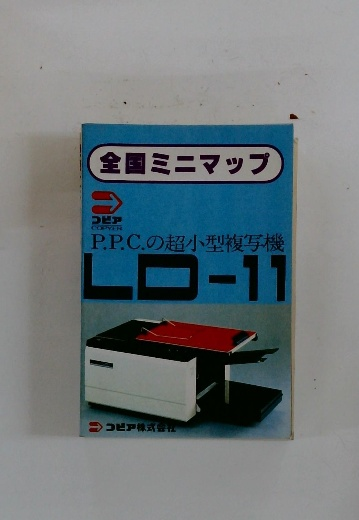 全国ミニマップ
コピア
COPYER
P.P.C.の超小型複写機
LD-11
コピア株式会社